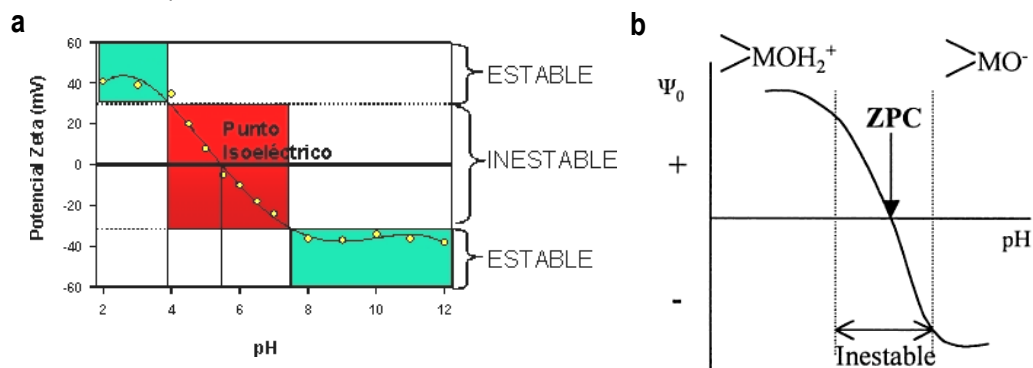 a
Potencial Zeta (mV)
60
40
20
0
-20
-40
-60
2
4
6
8
10
12
pH
Punto
Isoeléctrico
ESTABLE
INESTABLE
ESTABLE
b
>MOH₂⁺
>MO⁻
Ψ₀
ZPC
+
pH
-
Inestable